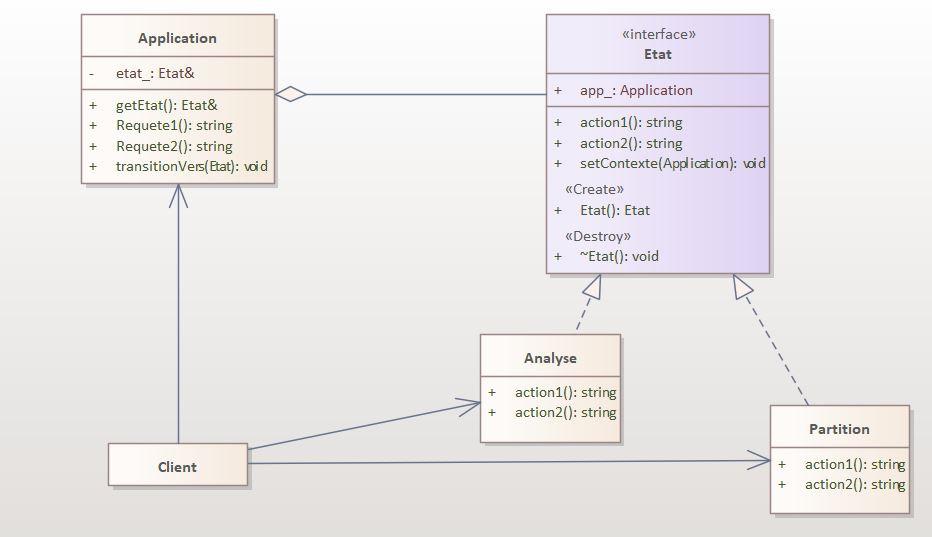 Application
- etat_: Etat&
+ getEtat(): Etat&
+ Requete1(): string
+ Requete2(): string
+ transitionVers(Etat): void
«interface»
Etat
+ app_: Application
+ action1(): string
+ action2(): string
+ setContexte(Application): void
«Create»
+ Etat(): Etat
«Destroy»
+ ~Etat(): void
Analyse
+ action1(): string
+ action2(): string
Client
Partition
+ action1(): string
+ action2(): string